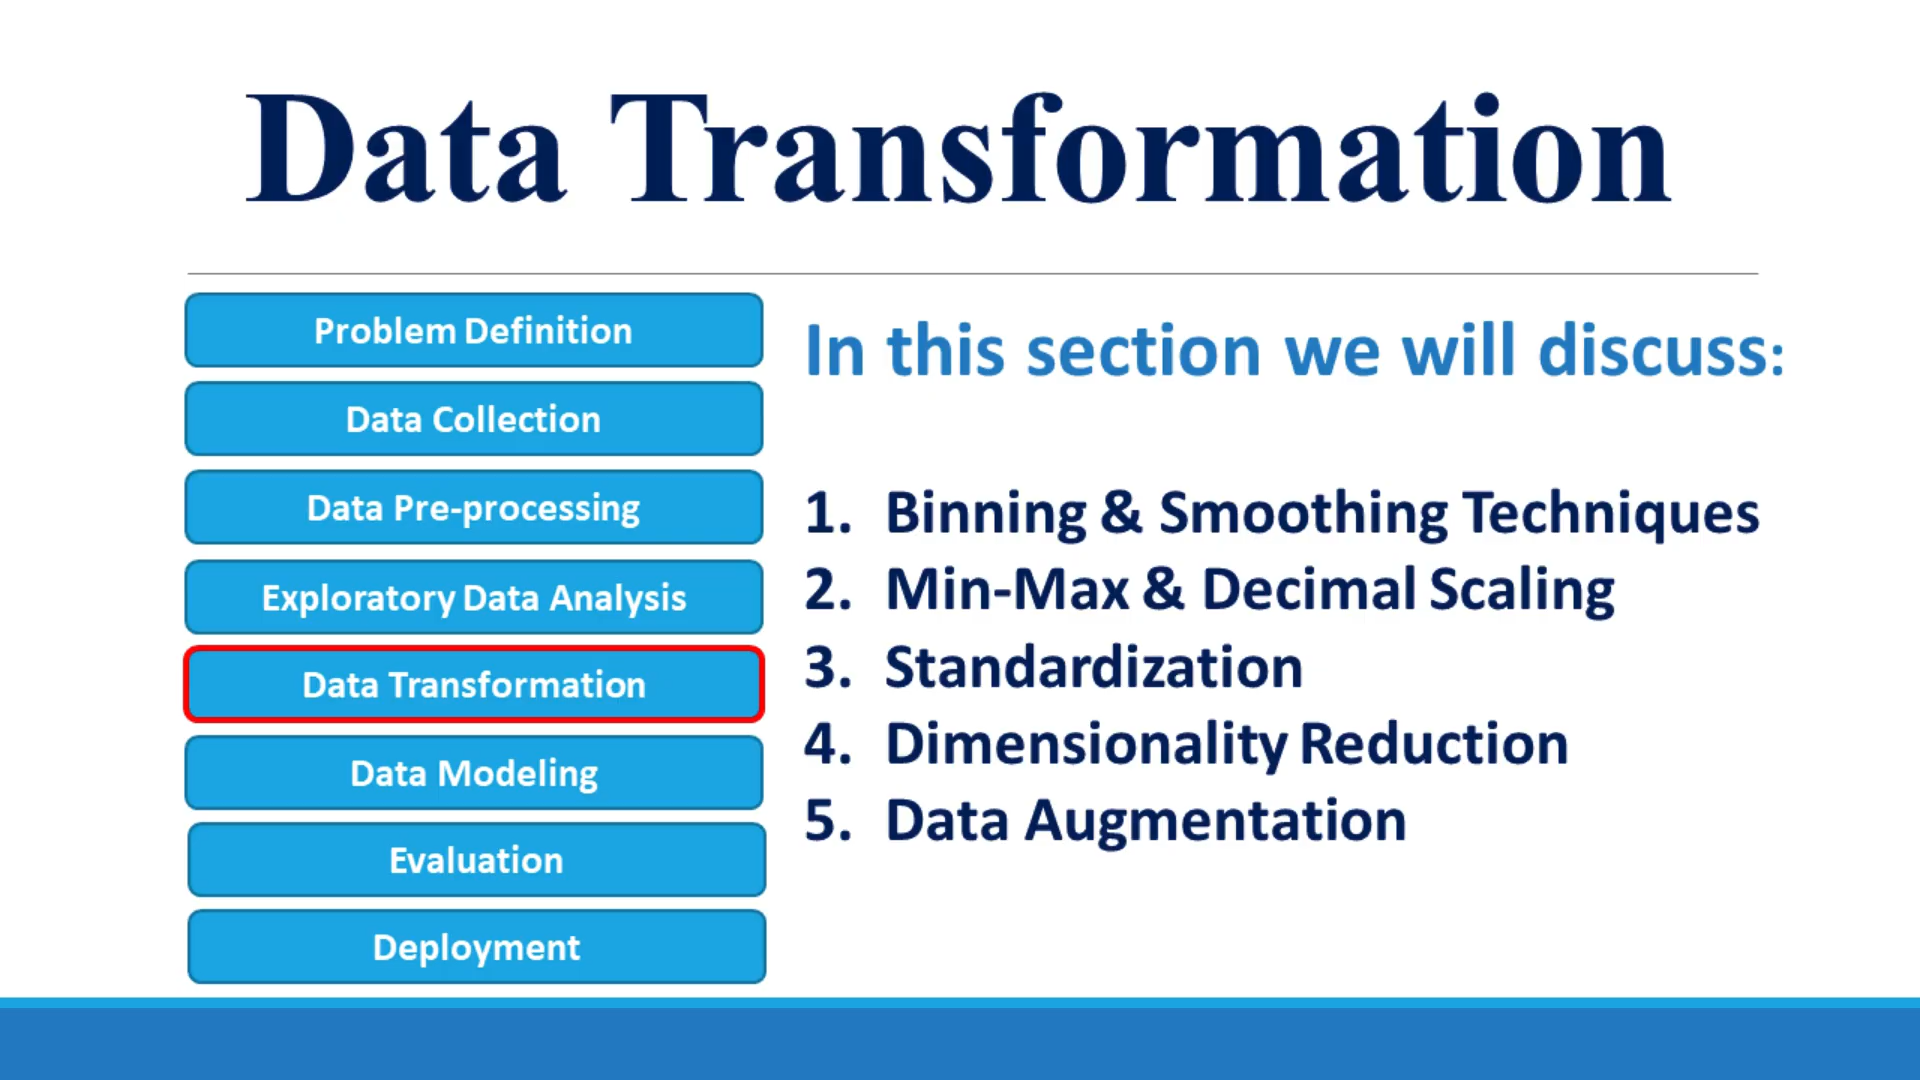 Data Transformation
Problem Definition
Data Collection
Data Pre-processing
Exploratory Data Analysis
Data Transformation
Data Modeling
Evaluation
Deployment
In this section we will discuss:
1. Binning & Smoothing Techniques
2. Min-Max & Decimal Scaling
3. Standardization
4. Dimensionality Reduction
5. Data Augmentation